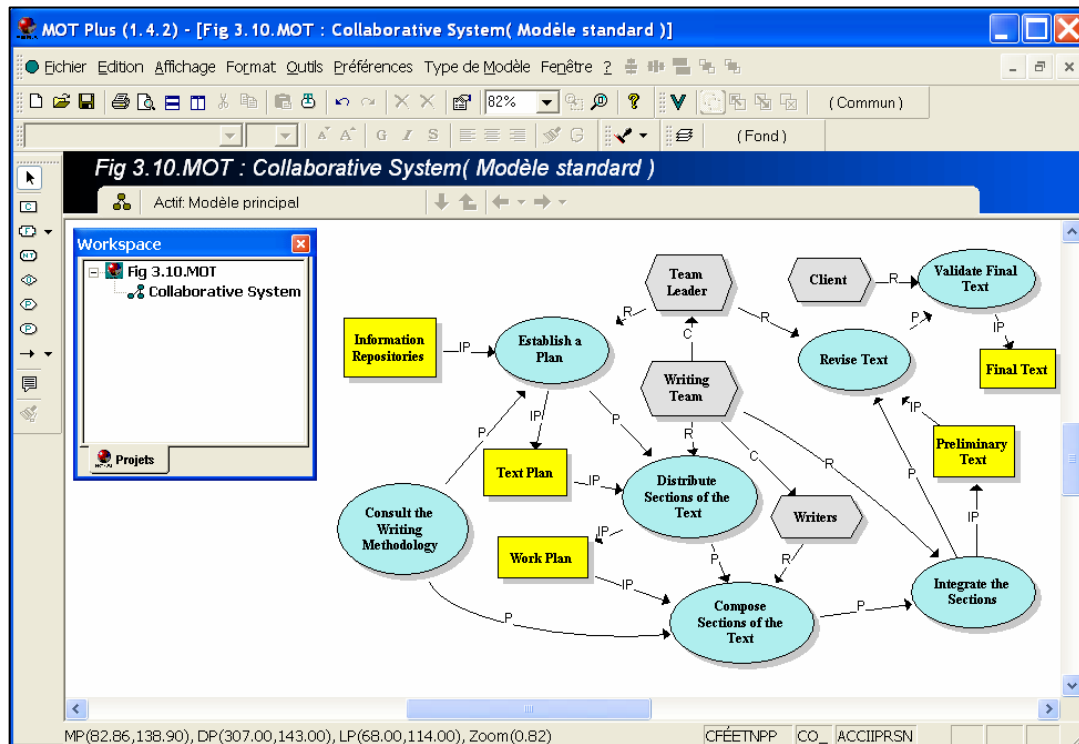 MOT Plus (1.4.2) - [Fig 3.10.MOT : Collaborative System( Modèle standard )]
Fichier Edition Affichage Format Outils Préférences Type de Modèle Fenêtre ?
82% ? V ( Commun )
G I S ( Fond )
Fig 3.10.MOT : Collaborative System( Modèle standard )
Actif: Modèle principal
Workspace
Fig 3.10.MOT
Collaborative System
Projets
Team
Leader
Client
Validate Final
Text
R
R
R
P
IP
C
Information
Repositories
IP
Establish a
Plan
Revise Text
Final Text
Writing
Team
IP
P
R
C
R
P
IP
Preliminary
Text
P
Text Plan
IP
Distribute
Sections of the
Text
Consult the
Writing
Methodology
Writers
IP
IP
Work Plan
P
R
IP
Integrate the
Sections
P
Compose
Sections of the
Text
P
MP(82.86,138.90), DP(307.00,143.00), LP(68.00,114.00), Zoom(0.82) CFÉETNPP CO_ ACCIIPRSN